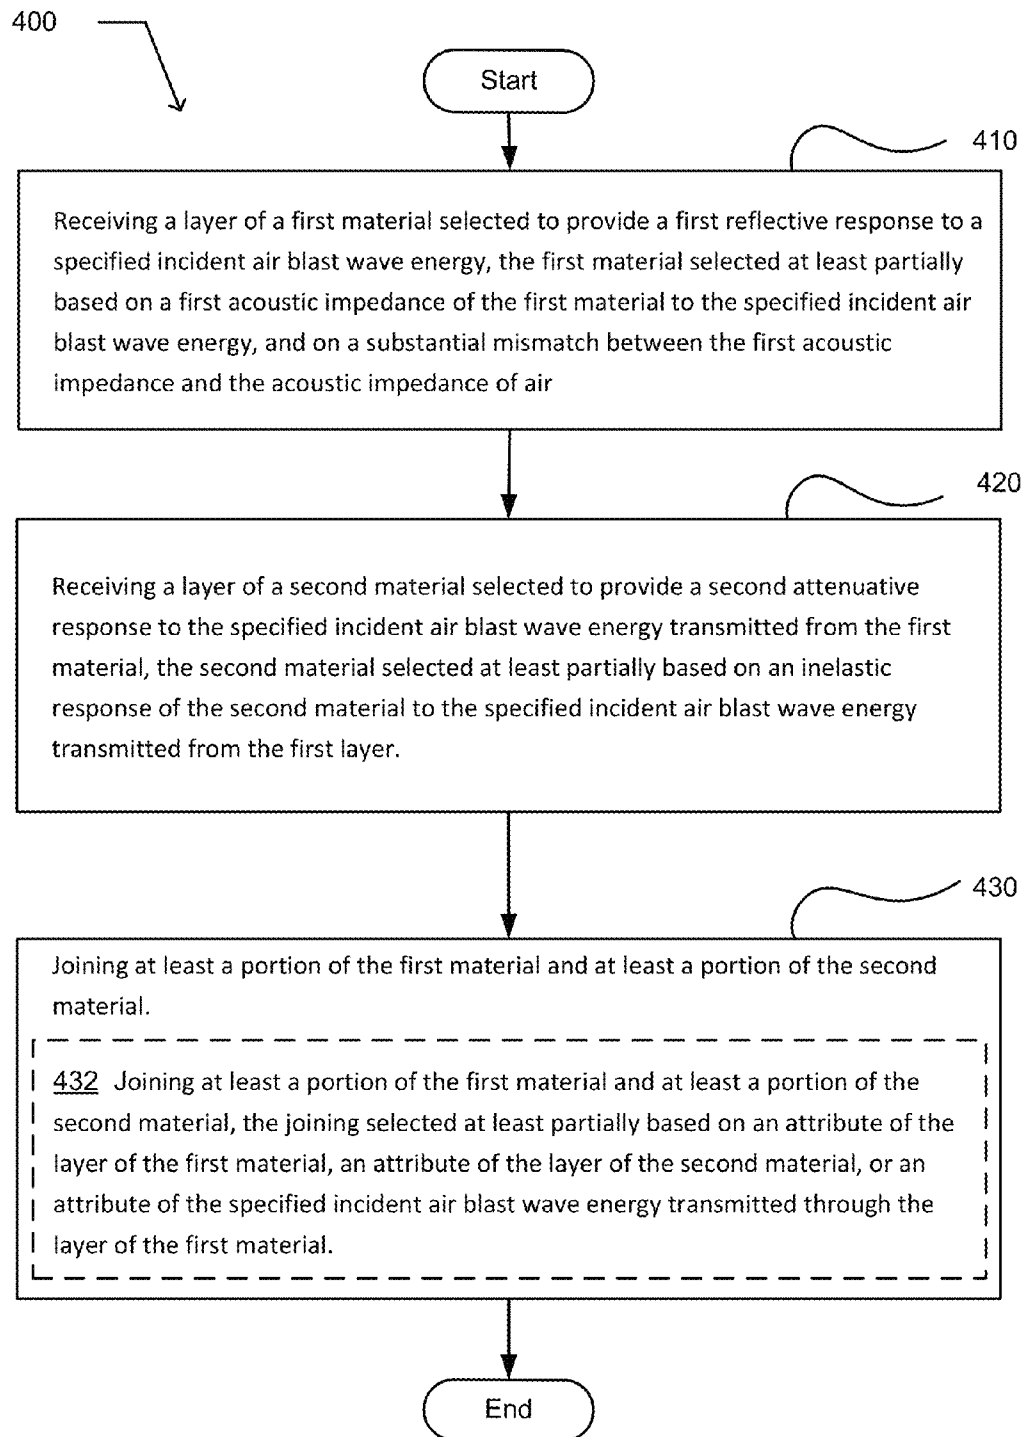 400
Start
410
Receiving a layer of a first material selected to provide a first reflective response to a
specified incident air blast wave energy, the first material selected at least partially
based on a first acoustic impedance of the first material to the specified incident air
blast wave energy, and on a substantial mismatch between the first acoustic
impedance and the acoustic impedance of air
420
Receiving a layer of a second material selected to provide a second attenuative
response to the specified incident air blast wave energy transmitted from the first
material, the second material selected at least partially based on an inelastic
response of the second material to the specified incident air blast wave energy
transmitted from the first layer.
430
Joining at least a portion of the first material and at least a portion of the second
material.
432 Joining at least a portion of the first material and at least a portion of the
second material, the joining selected at least partially based on an attribute of the
layer of the first material, an attribute of the layer of the second material, or an
attribute of the specified incident air blast wave energy transmitted through the
layer of the first material.
End